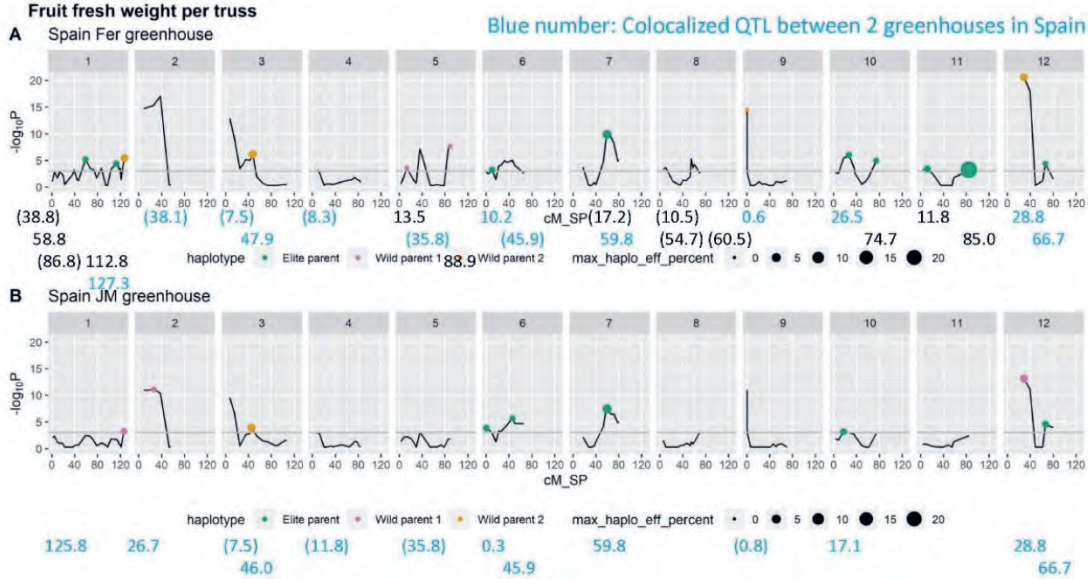 Fruit fresh weight per truss
Blue number: Colocalized QTL between 2 greenhouses in Spain
A Spain Fer greenhouse
1 2 3 4 5 6 7 8 9 10 11 12
20
15
10
5
0
-log10P
0 40 80 120 0 40 80 120 0 40 80 120 0 40 80 120 0 40 80 120 0 40 80 120 0 40 80 120 0 40 80 120 0 40 80 120 0 40 80 120 0 40 80 120 0 40 80 120
cM_SP
(38.8) (38.1) (7.5) (8.3) 13.5 10.2 (17.2) (10.5) 0.6 26.5 11.8 28.8
58.8 47.9 (35.8) (45.9) 59.8 (54.7) (60.5) 74.7 85.0 66.7
(86.8) 112.8 haplotype Elite parent Wild parent 1 88.9 Wild parent 2 max_haplo_eff_percent 0 5 10 15 20
127.3
B Spain JM greenhouse
1 2 3 4 5 6 7 8 9 10 11 12
20
15
10
5
0
-log10P
0 40 80 120 0 40 80 120 0 40 80 120 0 40 80 120 0 40 80 120 0 40 80 120 0 40 80 120 0 40 80 120 0 40 80 120 0 40 80 120 0 40 80 120 0 40 80 120
cM_SP
haplotype Elite parent Wild parent 1 Wild parent 2 max_haplo_eff_percent 0 5 10 15 20
125.8 26.7 (7.5) (11.8) (35.8) 0.3 59.8 (0.8) 17.1 28.8
46.0 45.9 66.7